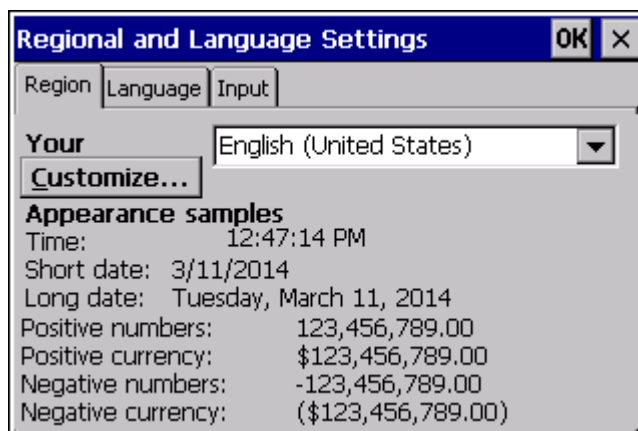 Regional and Language Settings OK ×
Region Language Input
Your English (United States)
Customize...
Appearance samples
Time: 12:47:14 PM
Short date: 3/11/2014
Long date: Tuesday, March 11, 2014
Positive numbers: 123,456,789.00
Positive currency: $123,456,789.00
Negative numbers: -123,456,789.00
Negative currency: ($123,456,789.00)